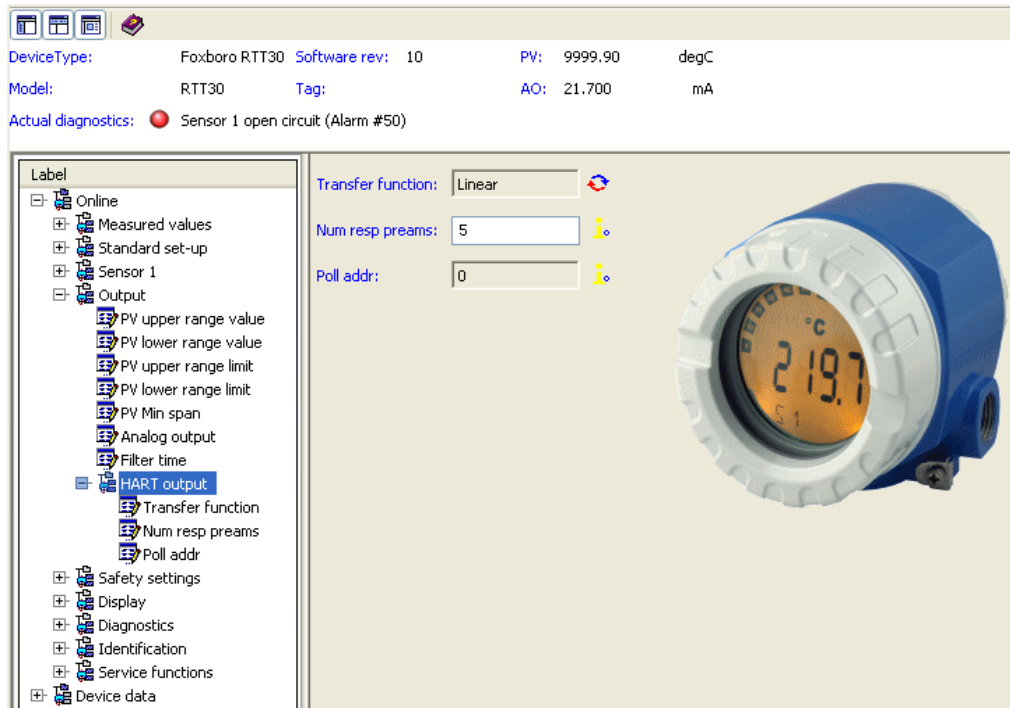 DeviceType: Foxboro RTT30 Software rev: 10 PV: 9999.90 degC
Model: RTT30 Tag: AO: 21.700 mA
Actual diagnostics: Sensor 1 open circuit (Alarm #50)
Label
Online
Measured values
Standard set-up
Sensor 1
Output
PV upper range value
PV lower range value
PV upper range limit
PV lower range limit
PV Min span
Analog output
Filter time
HART output
Transfer function
Num resp preams
Poll addr
Safety settings
Display
Diagnostics
Identification
Service functions
Device data
Transfer function: Linear
Num resp preams: 5
Poll addr: 0
°C
219.7
S1